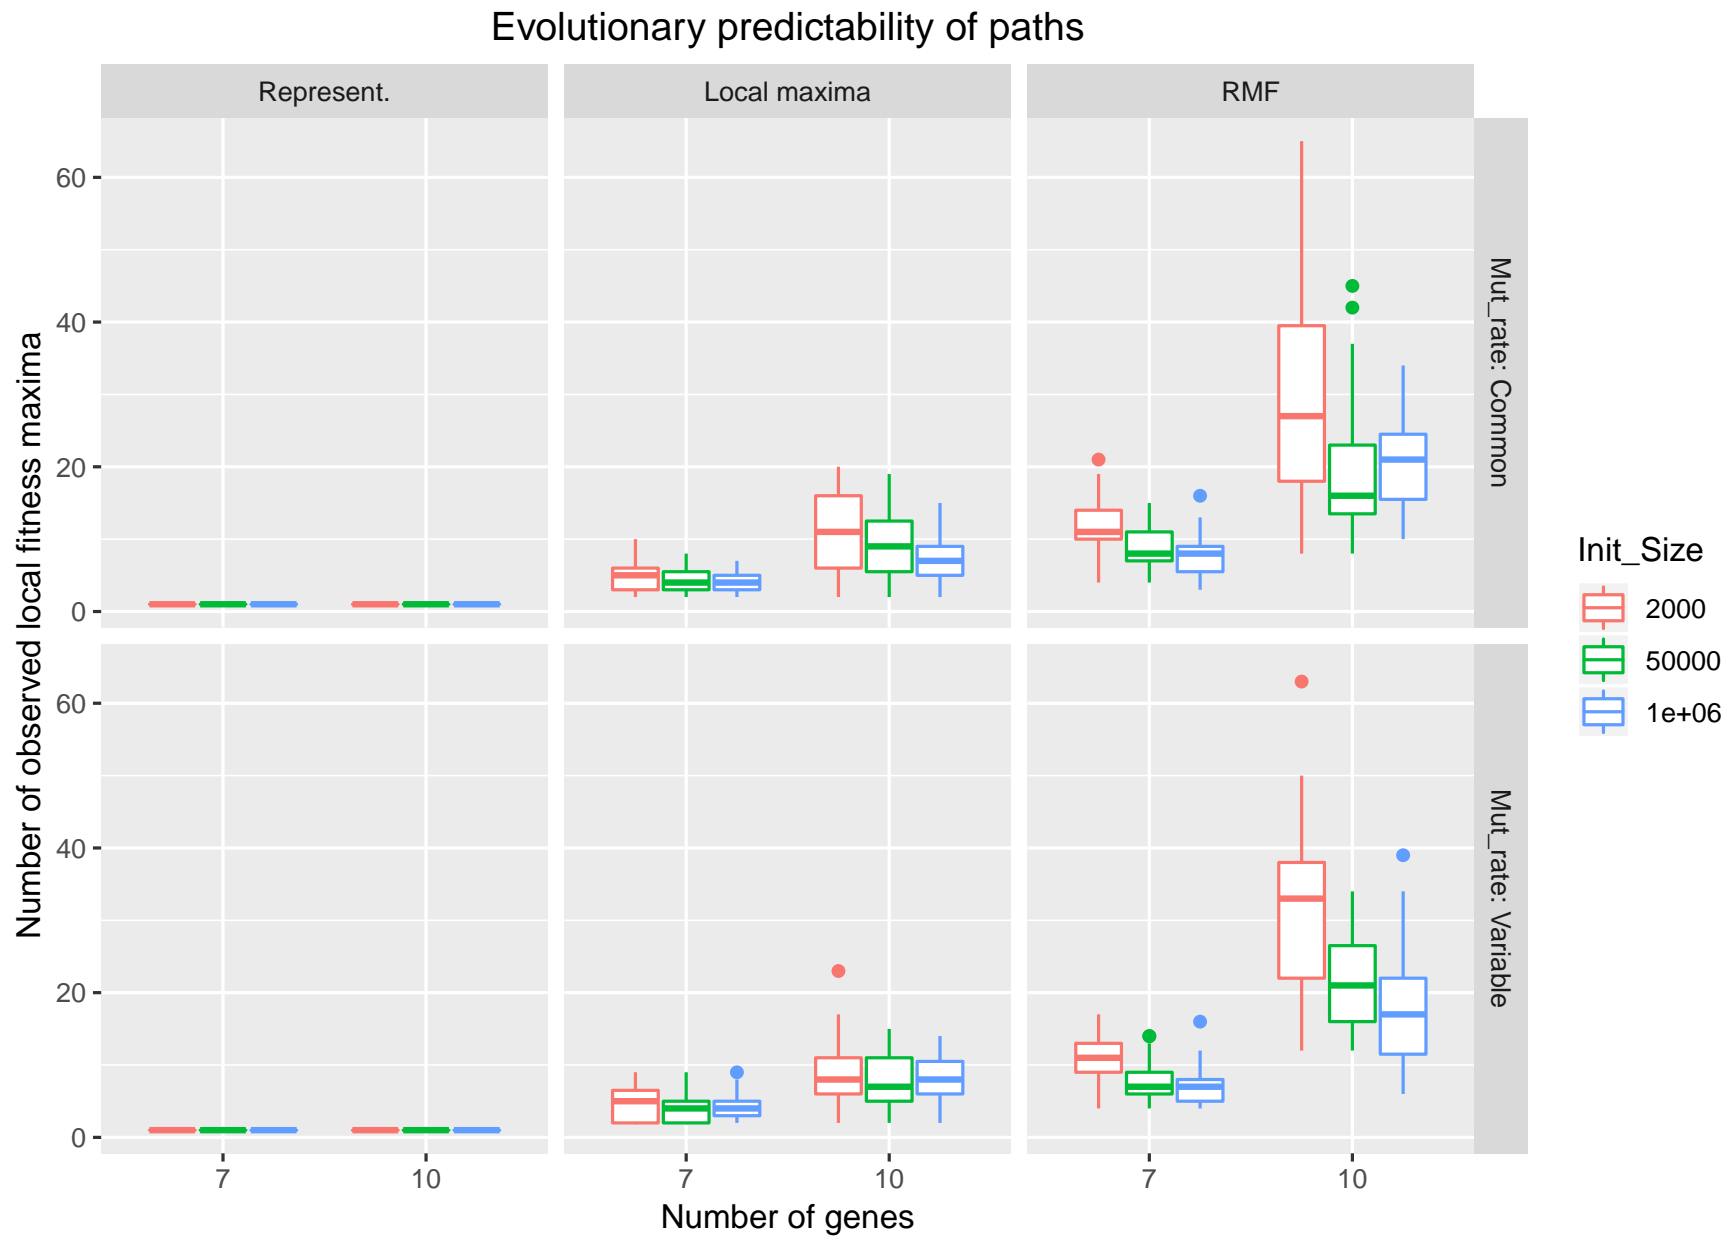 Evolutionary predictability of paths
Represent.
Local maxima
RMF
Number of observed local fitness maxima
60
40
20
0
Mut_rate: Common
60
40
20
0
Mut_rate: Variable
7
10
7
10
7
10
Number of genes
Init_Size
2000
50000
1e+06